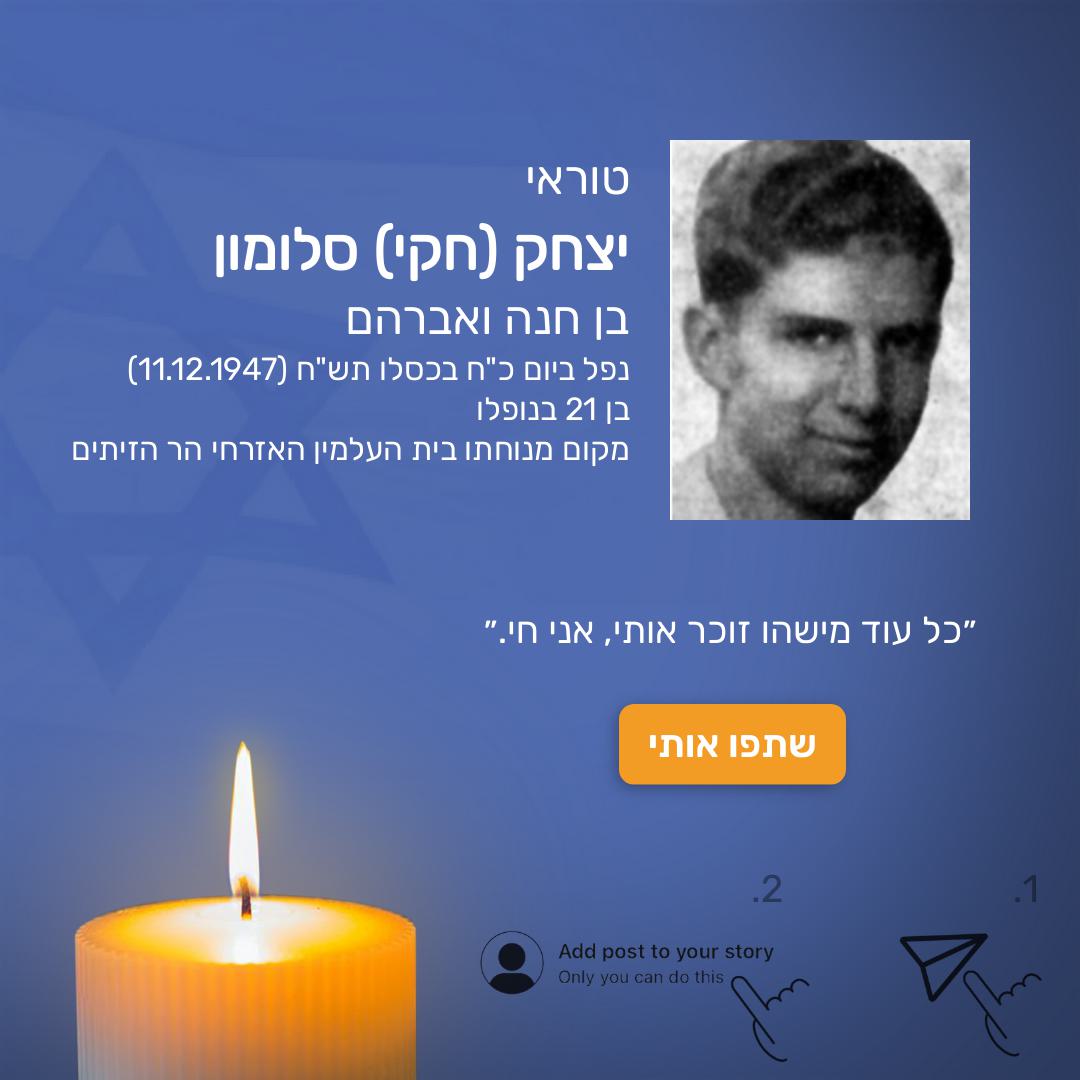 טוראי
יצחק (חקי) סלומון
בן חנה ואברהם
נפל ביום כ"ח בכסלו תש"ח (11.12.1947)
בן 21 בנופלו
מקום מנוחתו בית העלמין האזרחי הר הזיתים
״כל עוד מישהו זוכר אותי, אני חי.״
שתפו אותי
1.
2.
Add post to your story
Only you can do this